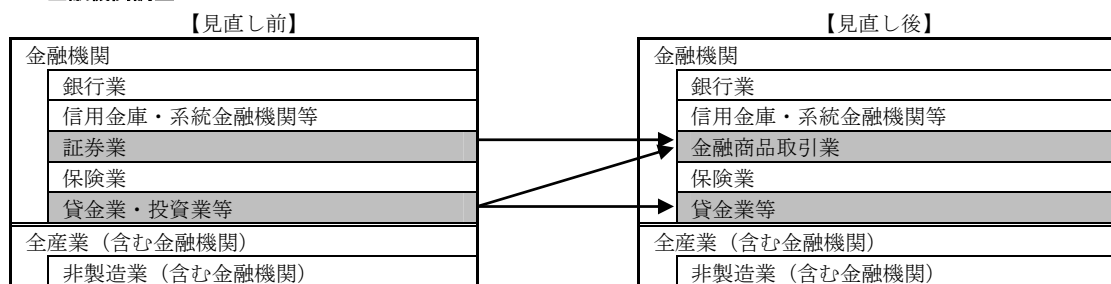 【見直し前】
金融機関
銀行業
信用金庫・系統金融機関等
証券業
保険業
貸金業・投資業等
全産業（含む金融機関）
非製造業（含む金融機関）
【見直し後】
金融機関
銀行業
信用金庫・系統金融機関等
金融商品取引業
保険業
貸金業等
全産業（含む金融機関）
非製造業（含む金融機関）